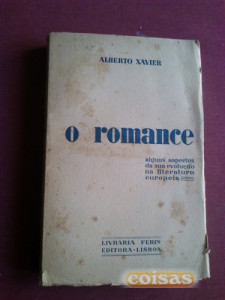 ALBERTO XAVIER
o romance
alguns aspectos
da sua evolução
na literatura
europeia
LIVRARIA FERIN
EDITORA - LISBOA
coisas